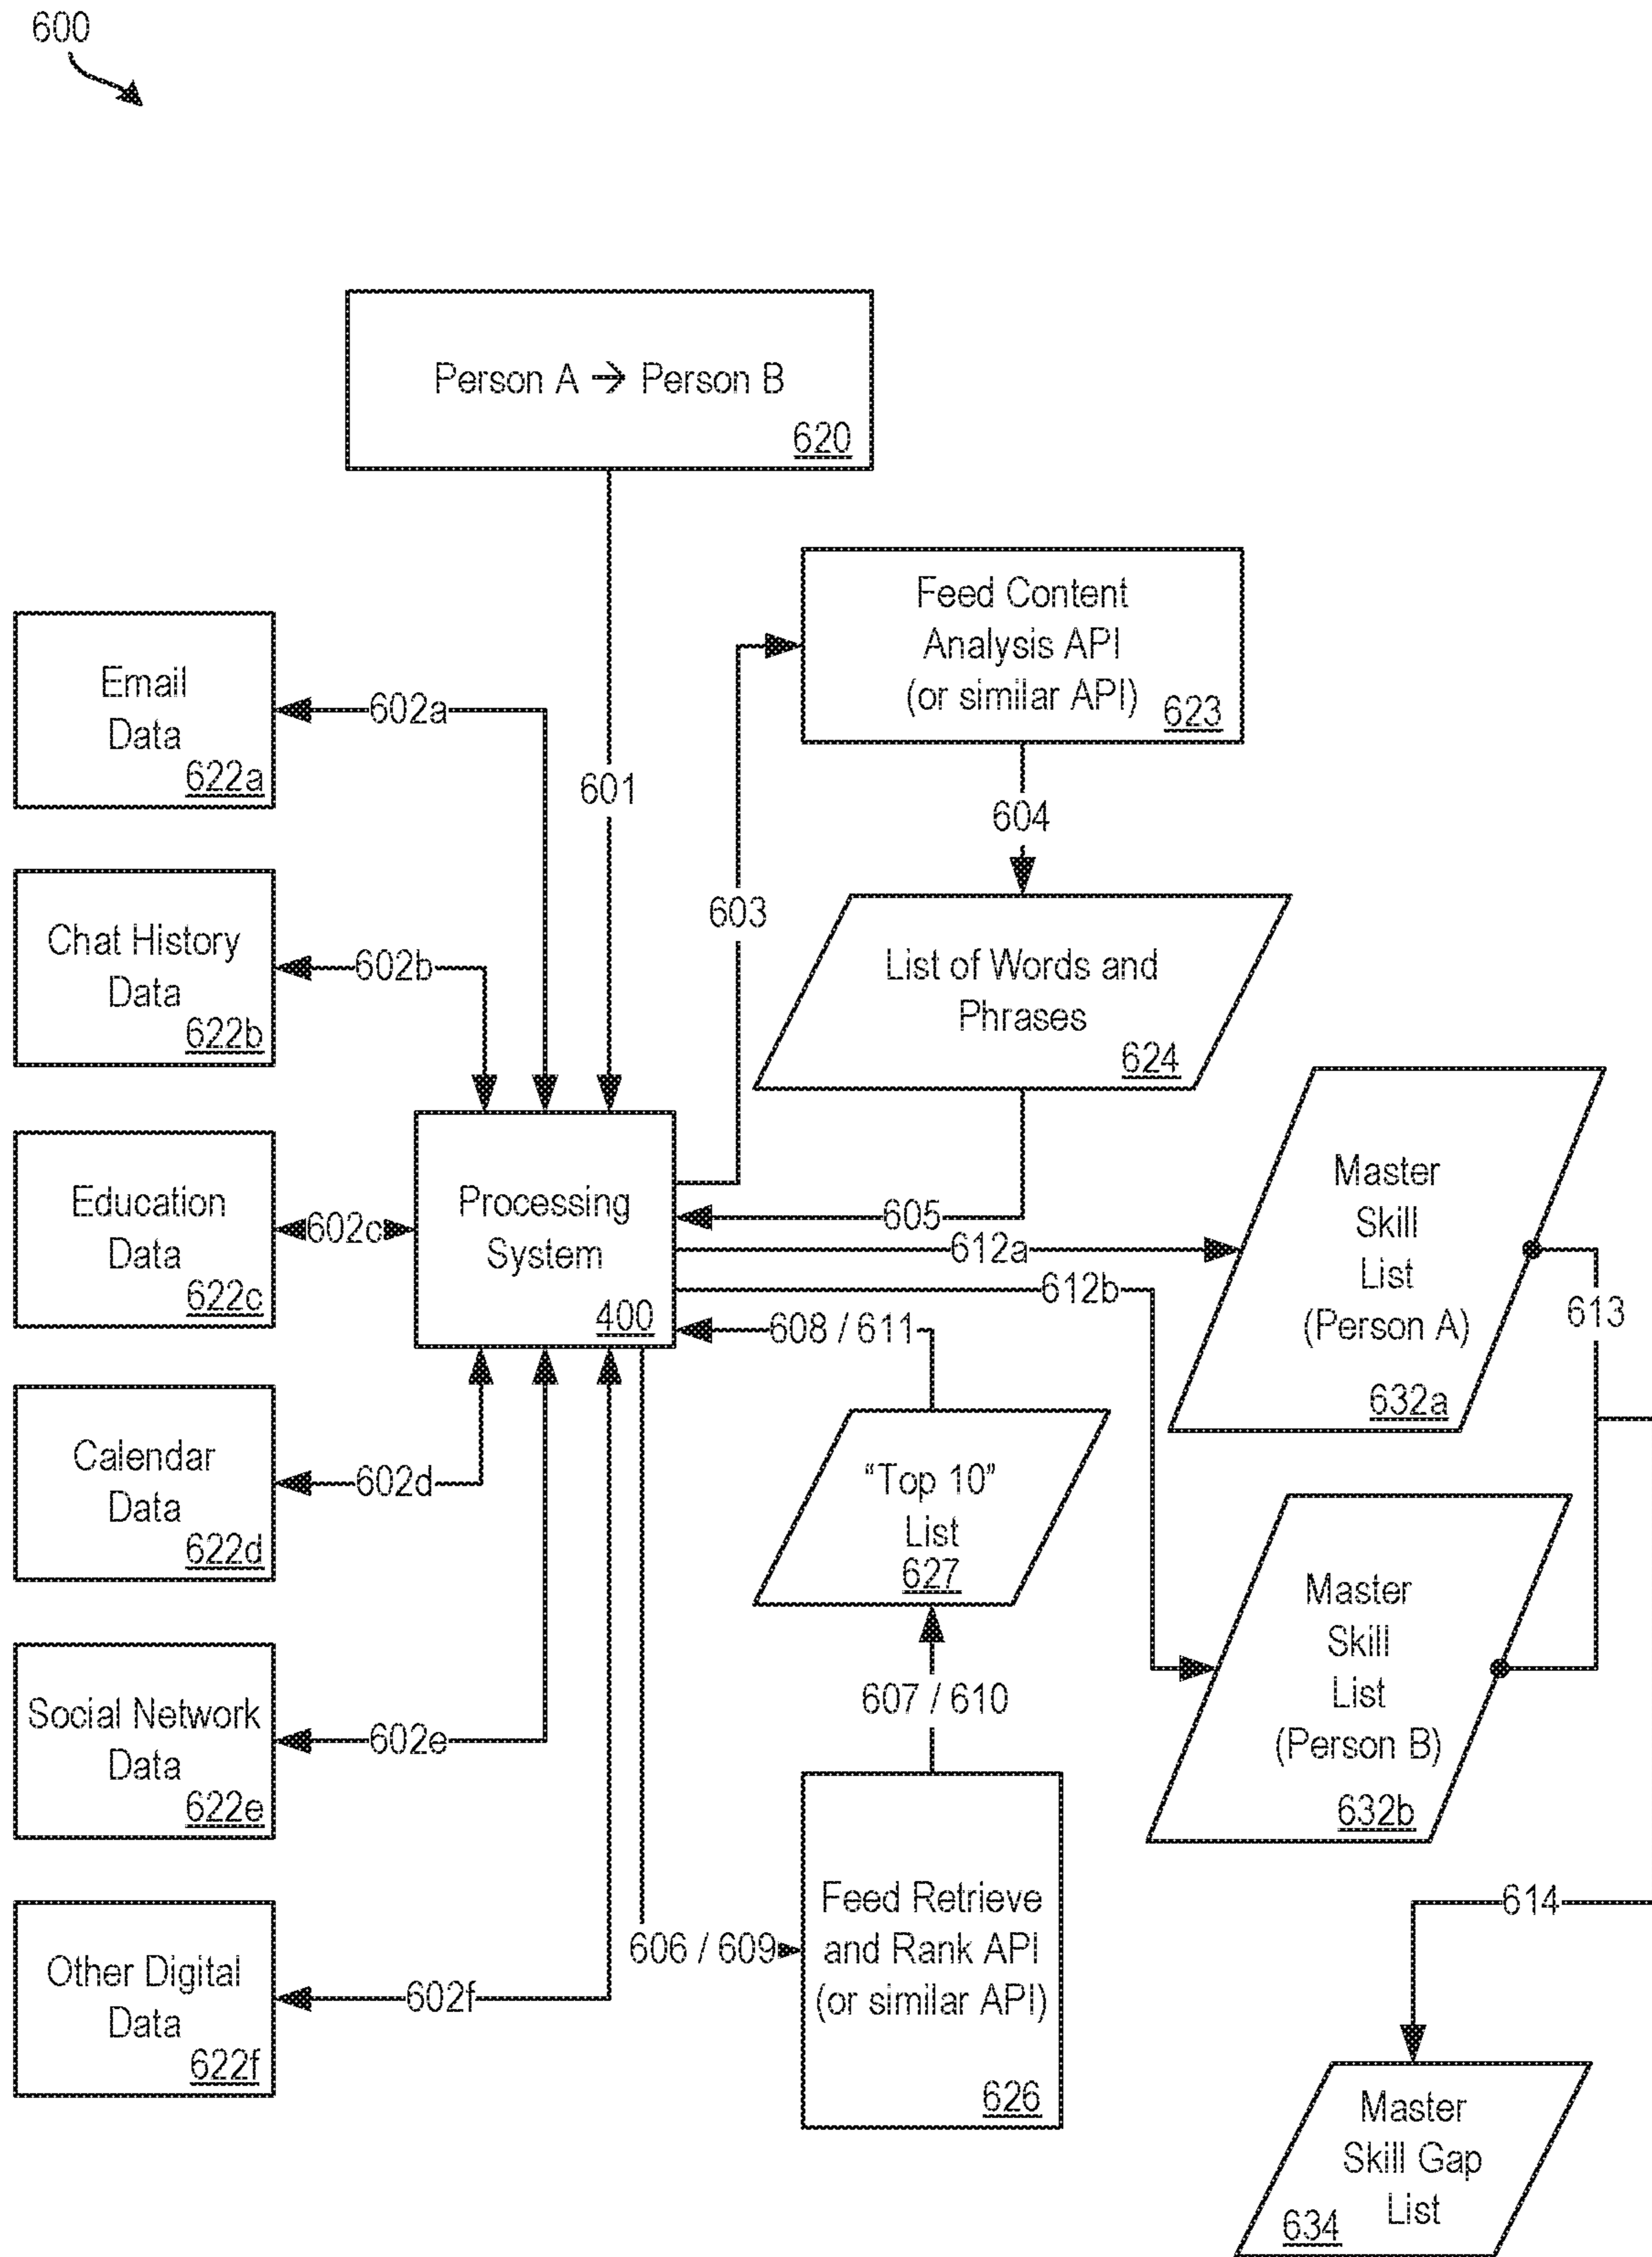 600
Person A → Person B
620
601
Feed Content
Analysis API
(or similar API)
623
604
603
List of Words and
Phrases
624
605
Email
Data
622a
602a
Chat History
Data
622b
602b
Education
Data
622c
602c
Processing
System
400
612a
612b
608 / 611
Master
Skill
List
(Person A)
632a
613
Calendar
Data
622d
602d
"Top 10"
List
627
607 / 610
Master
Skill
List
(Person B)
632b
Social Network
Data
622e
602e
Other Digital
Data
622f
602f
606 / 609
Feed Retrieve
and Rank API
(or similar API)
626
614
Master
Skill Gap
List
634